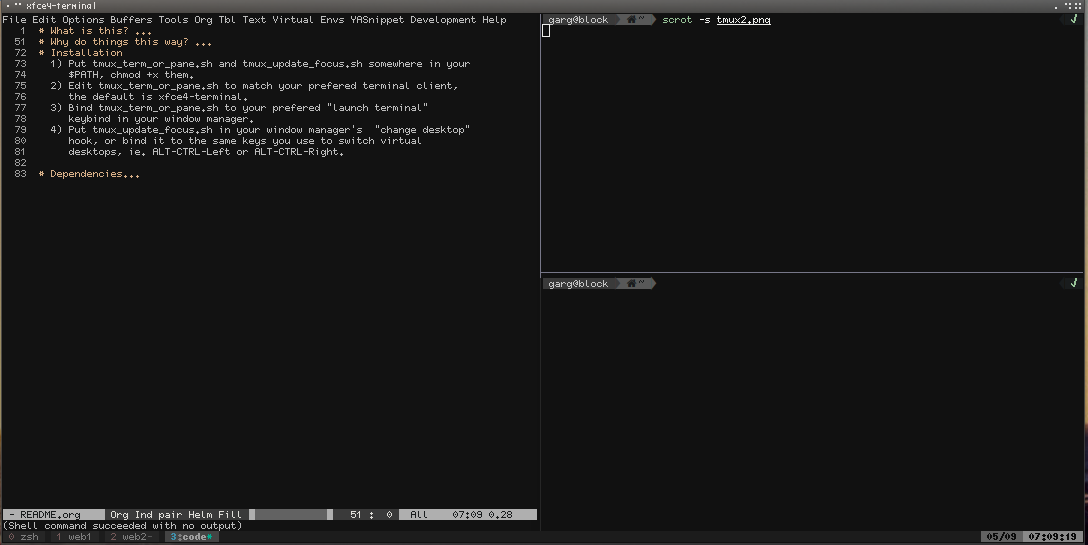 xfce4-terminal
File Edit Options Buffers Tools Org Tbl Text Virtual Envs YASnippet Development Help
1 # What is this? ...
51 # Why do things this way? ...
72 # Installation
73 1) Put tmux_term_or_pane.sh and tmux_update_focus.sh somewhere in your
74 $PATH, chmod +x them.
75 2) Edit tmux_term_or_pane.sh to match your prefered terminal client,
76 the default is xfce4-terminal.
77 3) Bind tmux_term_or_pane.sh to your prefered "launch terminal"
78 keybind in your window manager.
79 4) Put tmux_update_focus.sh in your window manager's "change desktop"
80 hook, or bind it to the same keys you use to switch virtual
81 desktops, ie. ALT-CTRL-Left or ALT-CTRL-Right.
82
83 # Dependencies...
- README.org Org Ind pair Helm Fill 51 : 0 All 07:09 0.28
(Shell command succeeded with no output)
garg@block ~ scrot -s tmux2.png ✓
garg@block ~ ✓
0 zsh 1 web1 2 web2- 3:code* 05/09 07:09:19